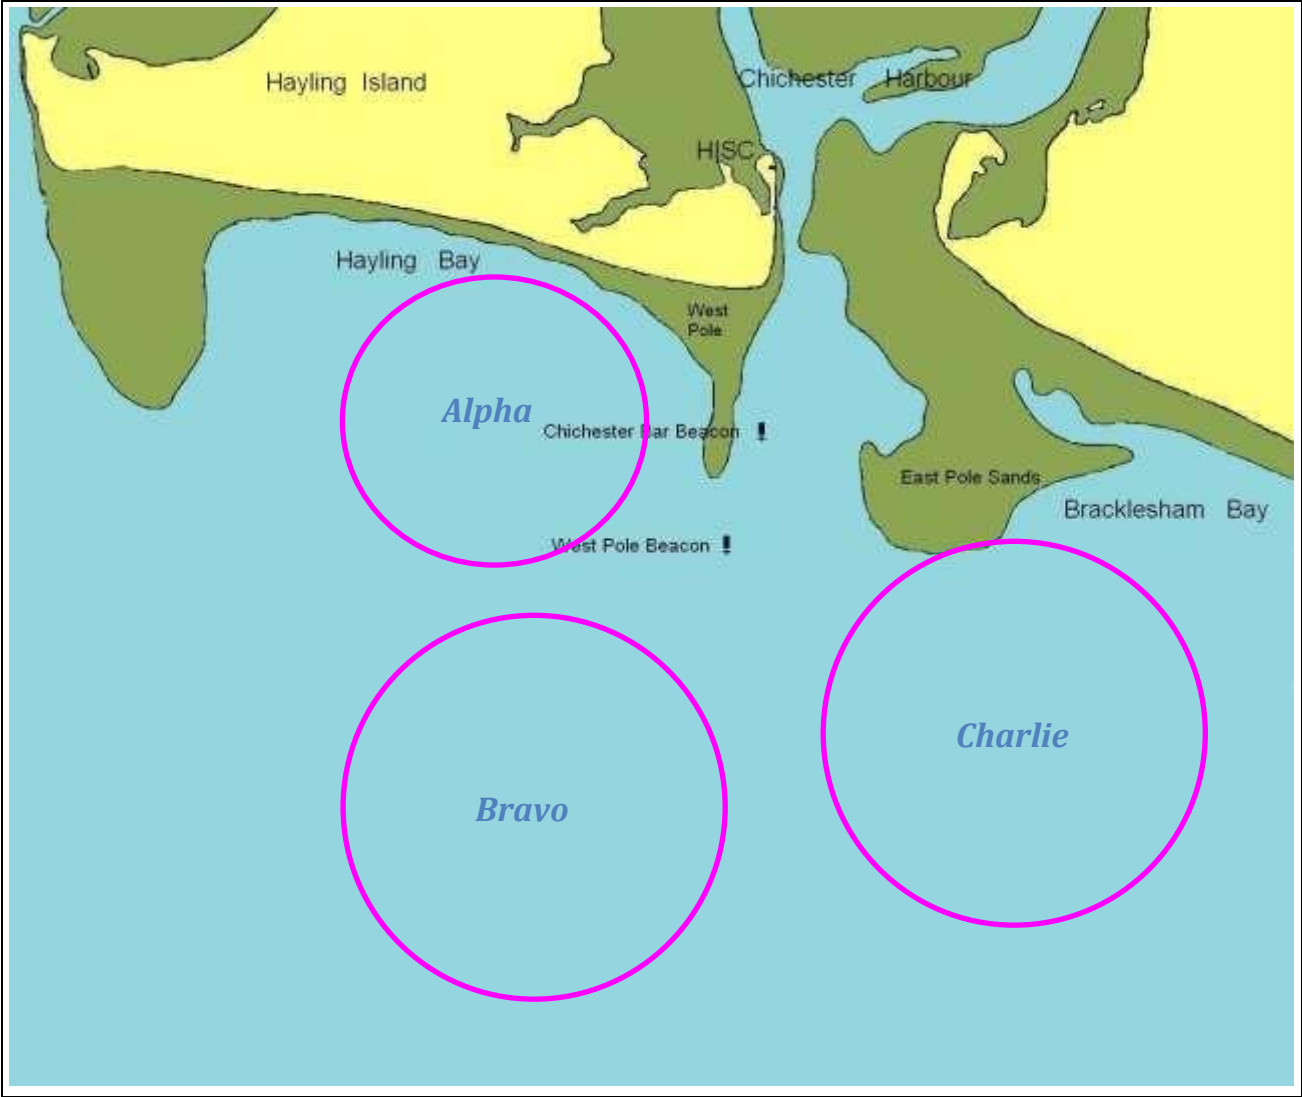 Hayling Island
Chichester Harbour
HISC
Hayling Bay
West
Pole
Alpha
Chichester Bar Beacon
East Pole Sands
Bracklesham Bay
West Pole Beacon
Charlie
Bravo